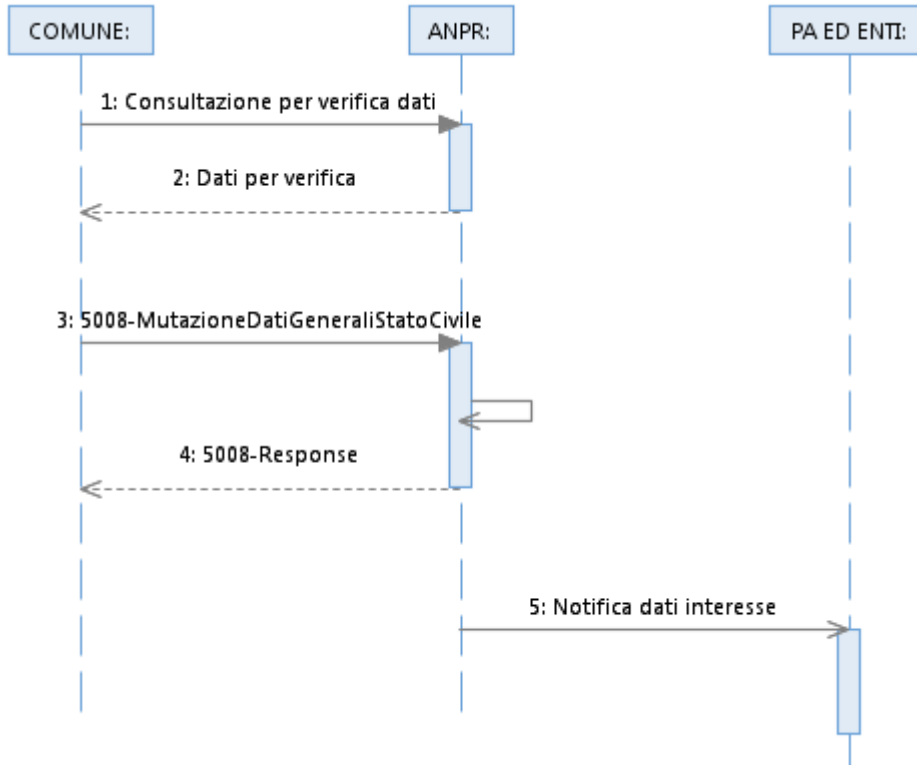 COMUNE:
ANPR:
PA ED ENTI:
1: Consultazione per verifica dati
2: Dati per verifica
3: 5008-MutazioneDatiGeneraliStatoCivile
4: 5008-Response
5: Notifica dati interesse